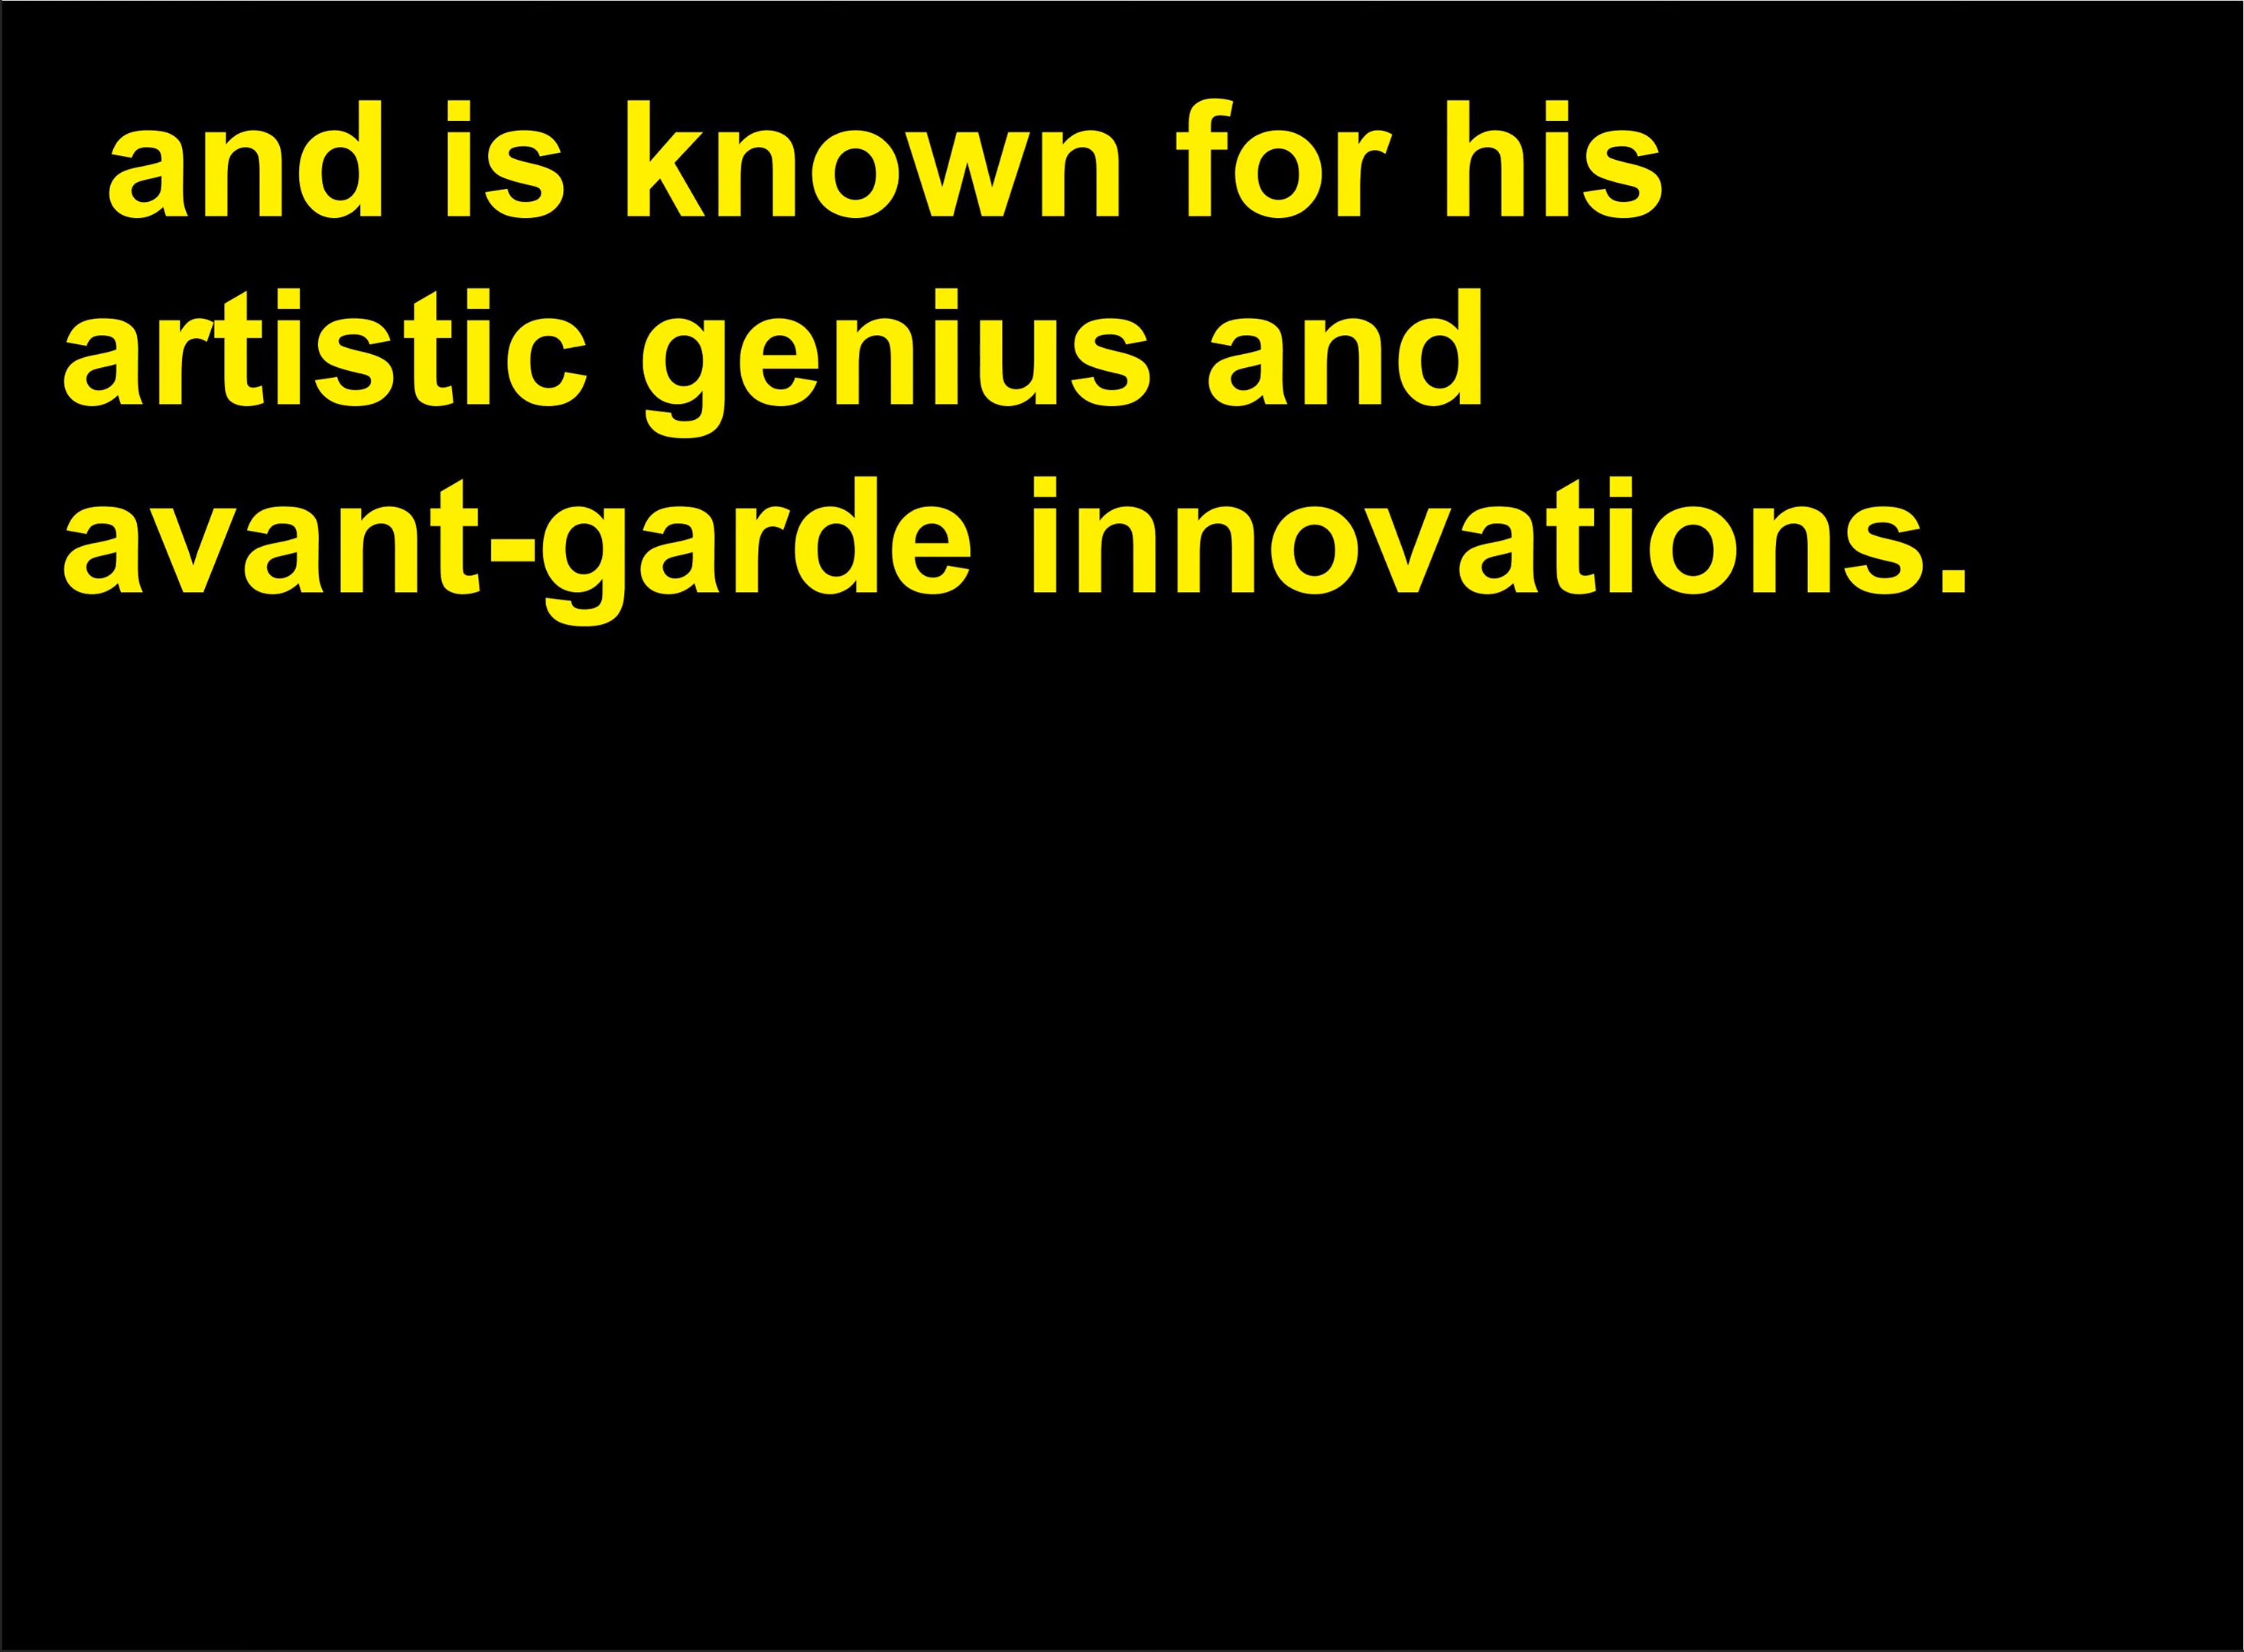 and is known for his
artistic genius and
avant-garde innovations.